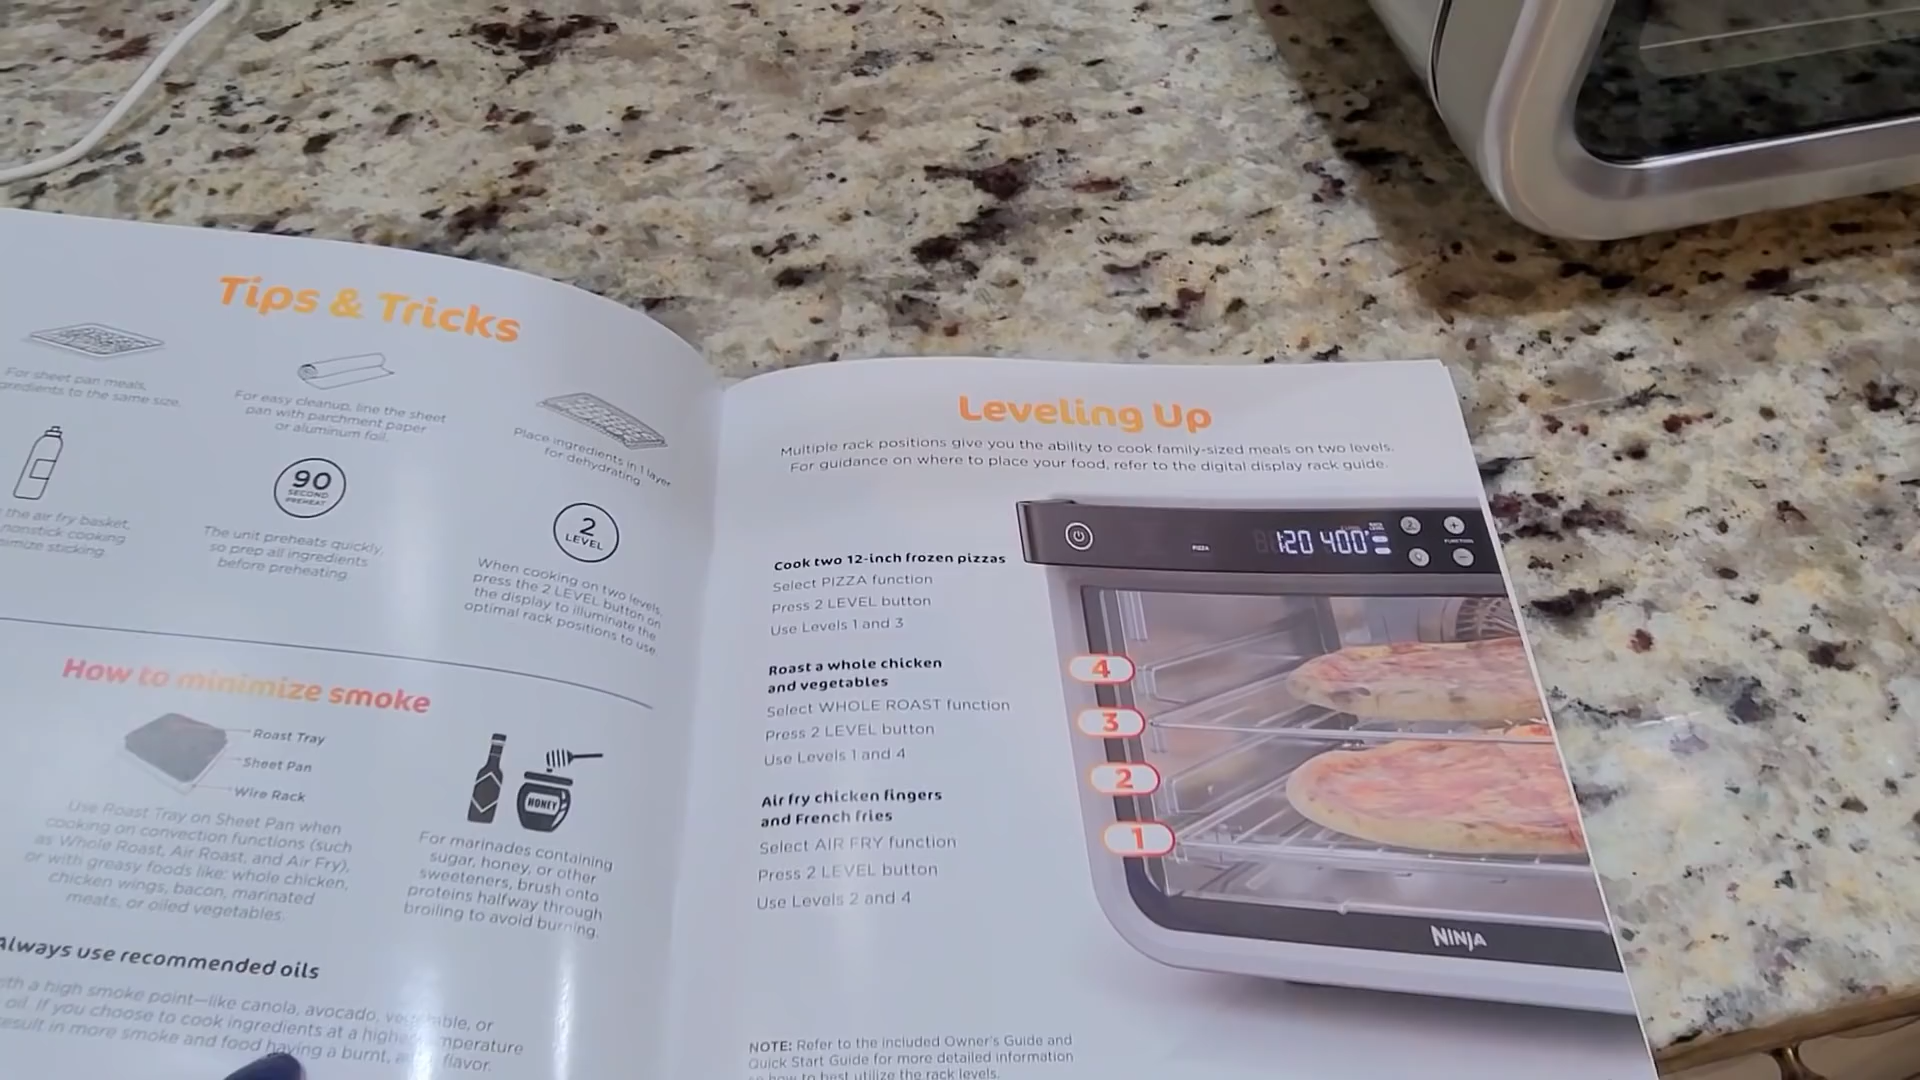 Tips & Tricks
For sheet pan meals,
ingredients to the same size.
For easy cleanup, line the sheet
pan with parchment paper
or aluminum foil.
Place ingredients in 1 layer
for dehydrating.
the air fry basket,
nonstick cooking
sticking.
90
SECOND
PREHEAT
The unit preheats quickly,
so prep all ingredients
before preheating.
2
LEVEL
When cooking on two levels,
press the 2 LEVEL button on
the display to illuminate the
optimal rack positions to use.
How to minimize smoke
Roast Tray
Sheet Pan
Wire Rack
Use Roast Tray on Sheet Pan when
cooking on convection functions (such
as Whole Roast, Air Roast, and Air Fry),
or with greasy foods like: whole chicken,
chicken wings, bacon, marinated
meats, or oiled vegetables.
HONEY
For marinades containing
sugar, honey, or other
sweeteners, brush onto
proteins halfway through
broiling to avoid burning.
Always use recommended oils
with a high smoke point—like canola, avocado, vegetable, or
oil. If you choose to cook ingredients at a higher temperature
result in more smoke and food having a burnt, flavor.
Leveling Up
Multiple rack positions give you the ability to cook family-sized meals on two levels.
For guidance on where to place your food, refer to the digital display rack guide.
Cook two 12-inch frozen pizzas
Select PIZZA function
Press 2 LEVEL button
Use Levels 1 and 3
Roast a whole chicken
and vegetables
Select WHOLE ROAST function
Press 2 LEVEL button
Use Levels 1 and 4
Air fry chicken fingers
and French fries
Select AIR FRY function
Press 2 LEVEL button
Use Levels 2 and 4
PIZZA
120 400°
2
FUNCTION
4
3
2
1
NINJA
NOTE: Refer to the included Owner's Guide and
Quick Start Guide for more detailed information
how to best utilize the rack levels.